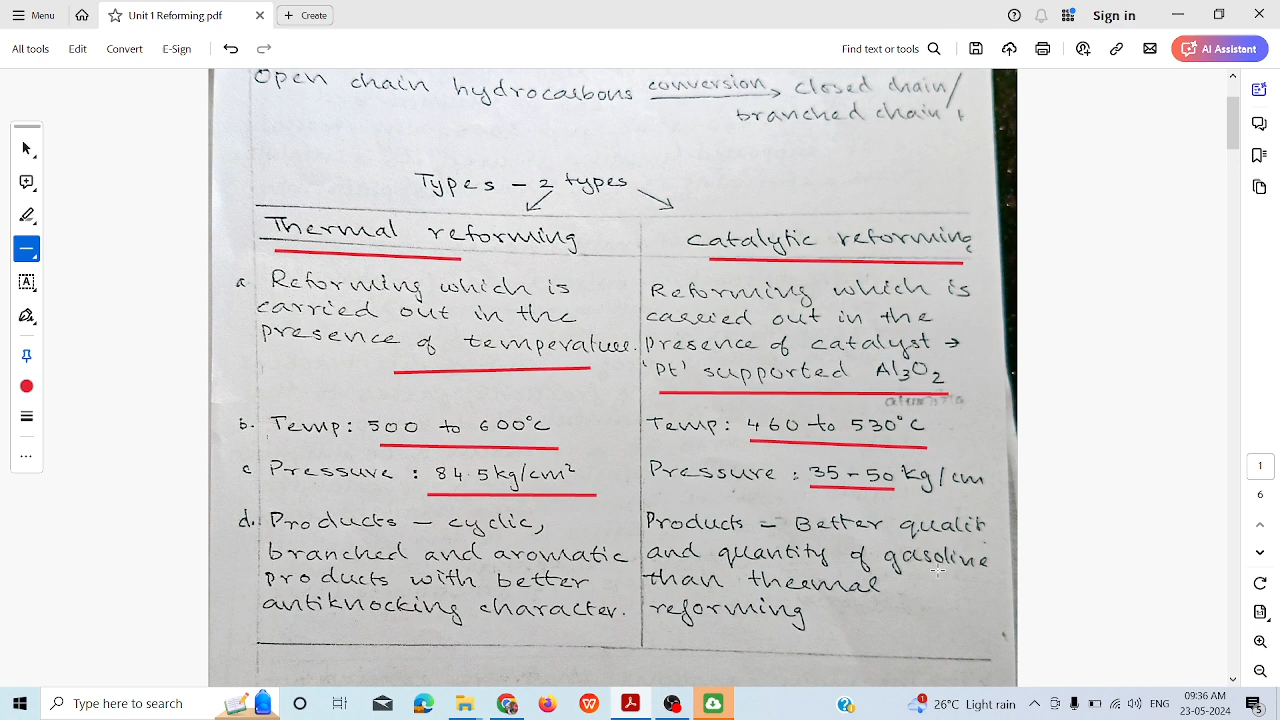 Menu
Unit 1 Reforming.pdf
Create
Sign in
All tools
Edit
Convert
E-Sign
Find text or tools
AI Assistant
Open chain hydrocarbons conversion closed chain/
branched chain
Types - 2 types
Thermal reforming
Catalytic reforming
a. Reforming which is
carried out in the
presence of temperature.
Reforming which is
carried out in the
presence of catalyst →
'Pt' supported Al3O2
alumina
b. Temp: 500 to 600°C
Temp: 460 to 530°C
c Pressure : 84.5kg/cm²
Pressure : 35-50 kg/cm
d. Products – cyclic,
branched and aromatic
products with better
antiknocking character.
Products = Better qualit
and quantity of gasoline
than thermal
reforming
1
6
Type here to search
26°C Light rain
ENG
09:36 AM
23-05-2024
5